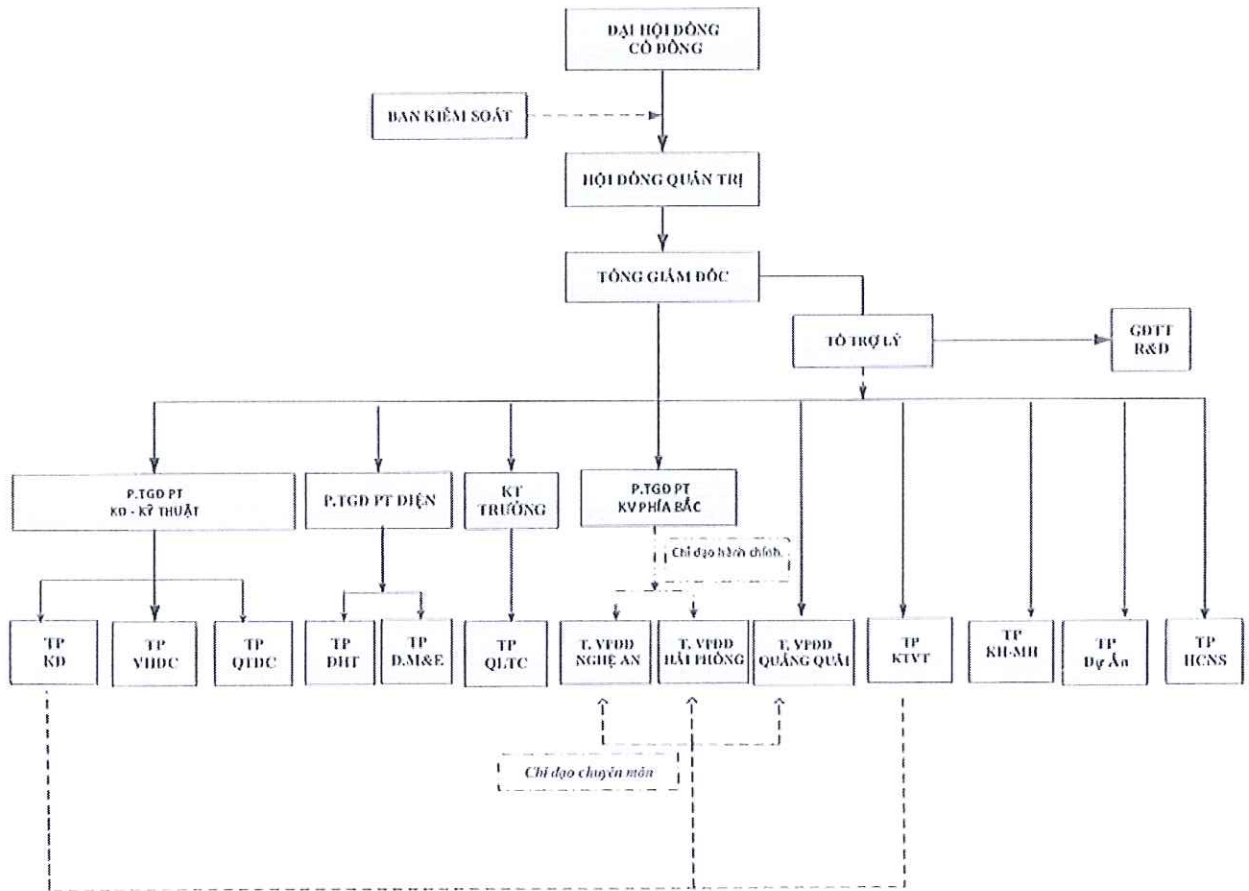 ĐẠI HỘI ĐỒNG
CỔ ĐÔNG
BAN KIỂM SOÁT
HỘI ĐỒNG QUẢN TRỊ
TỔNG GIÁM ĐỐC
TỔ TRỢ LÝ
GĐTT
R&D
P.TGĐ PT
KD - KỸ THUẬT
P.TGĐ PT ĐIỆN
KT
TRƯỞNG
P.TGĐ PT
KV PHÍA BẮC
Chỉ đạo hành chính.
TP
KD
TP
VHDC
TP
QTDC
TP
ĐHT
TP
D.M&E
TP
QLTC
T. VPĐD
NGHỆ AN
T. VPĐD
HẢI PHÒNG
T. VPĐD
QUẢNG QUÃI
TP
KTVT
TP
KH-MH
TP
Dự Án
TP
HCNS
Chỉ đạo chuyên môn